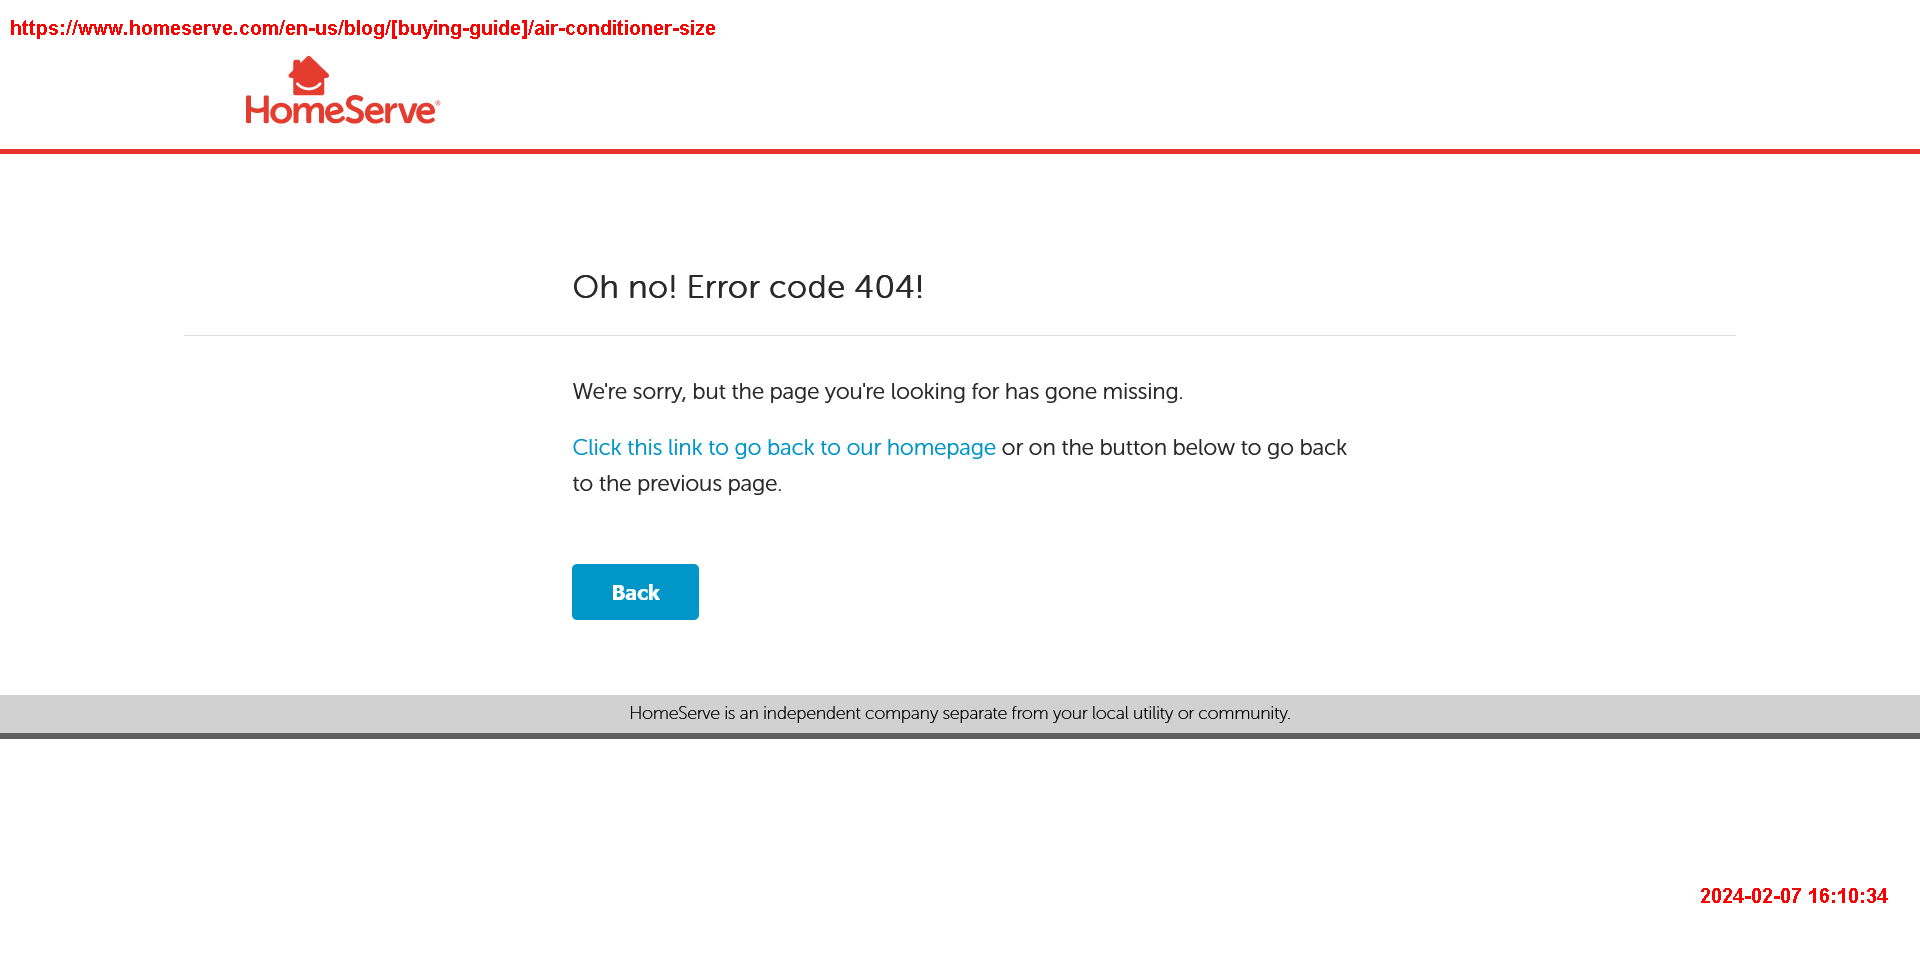 https://www.homeserve.com/en-us/blog/[buying-guide]/air-conditioner-size
HomeServe®
Oh no! Error code 404!
We're sorry, but the page you're looking for has gone missing.
Click this link to go back to our homepage or on the button below to go back
to the previous page.
Back
HomeServe is an independent company separate from your local utility or community.
2024-02-07 16:10:34